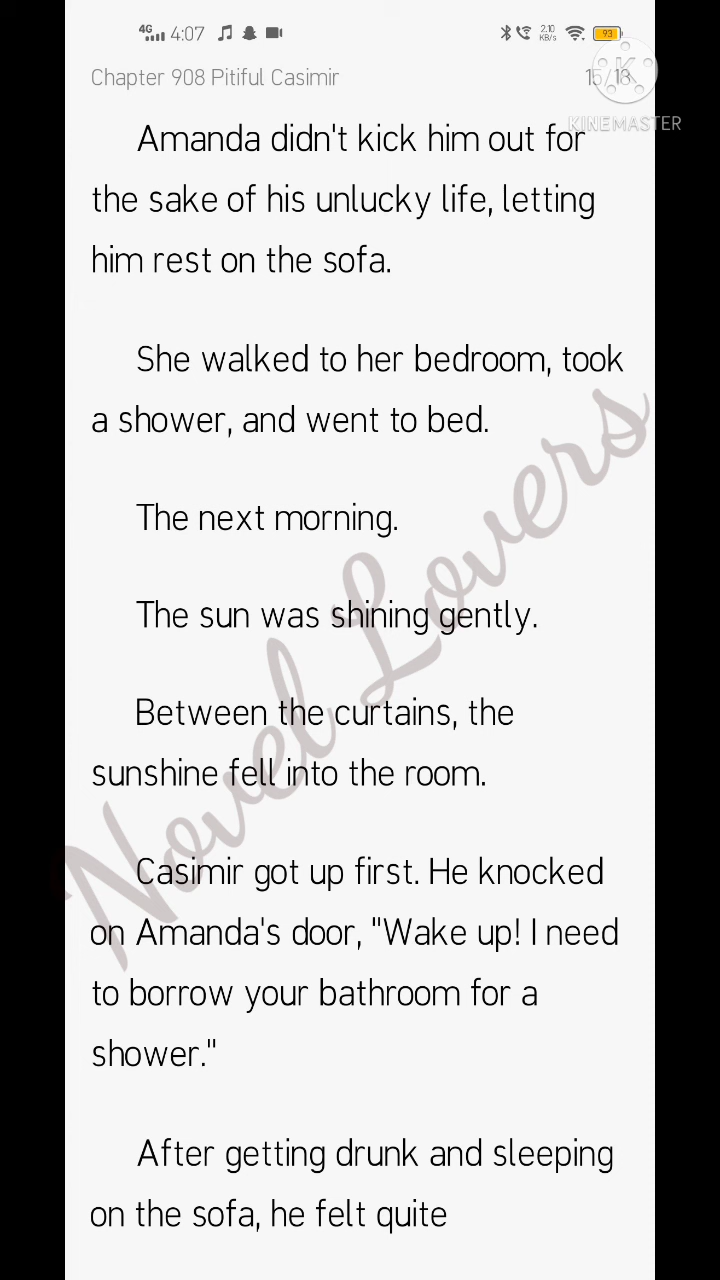 4G 4:07 2.10 KB/s 93
Chapter 908 Pitiful Casimir 15/18
K
KINEMASTER
Amanda didn't kick him out for
the sake of his unlucky life, letting
him rest on the sofa.
She walked to her bedroom, took
a shower, and went to bed.
The next morning.
The sun was shining gently.
Between the curtains, the
sunshine fell into the room.
Casimir got up first. He knocked
on Amanda's door, "Wake up! I need
to borrow your bathroom for a
shower."
After getting drunk and sleeping
on the sofa, he felt quite
Novel Lovers